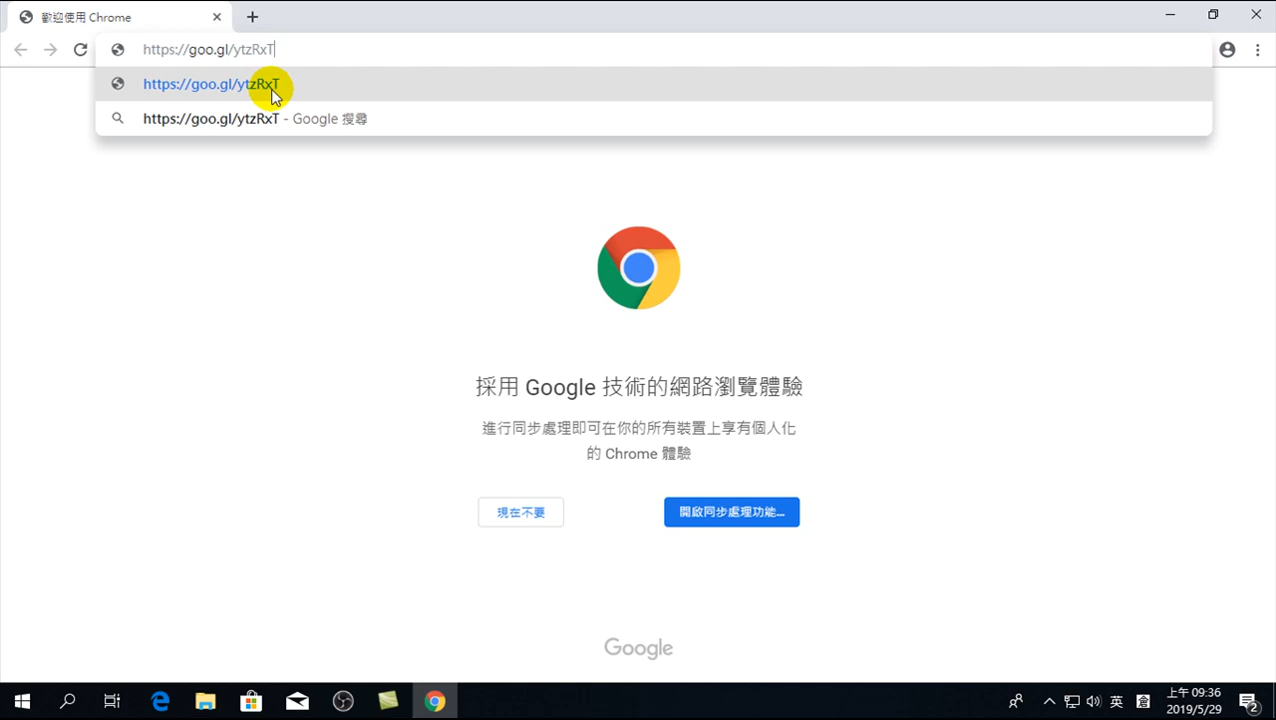 歡迎使用 Chrome
https://goo.gl/ytzRxT
https://goo.gl/ytzRxT
https://goo.gl/ytzRxT - Google 搜尋
採用 Google 技術的網路瀏覽體驗
進行同步處理即可在你的所有裝置上享有個人化
的 Chrome 體驗
現在不要
開啟同步處理功能...
Google
英
上午 09:36
2019/5/29
2